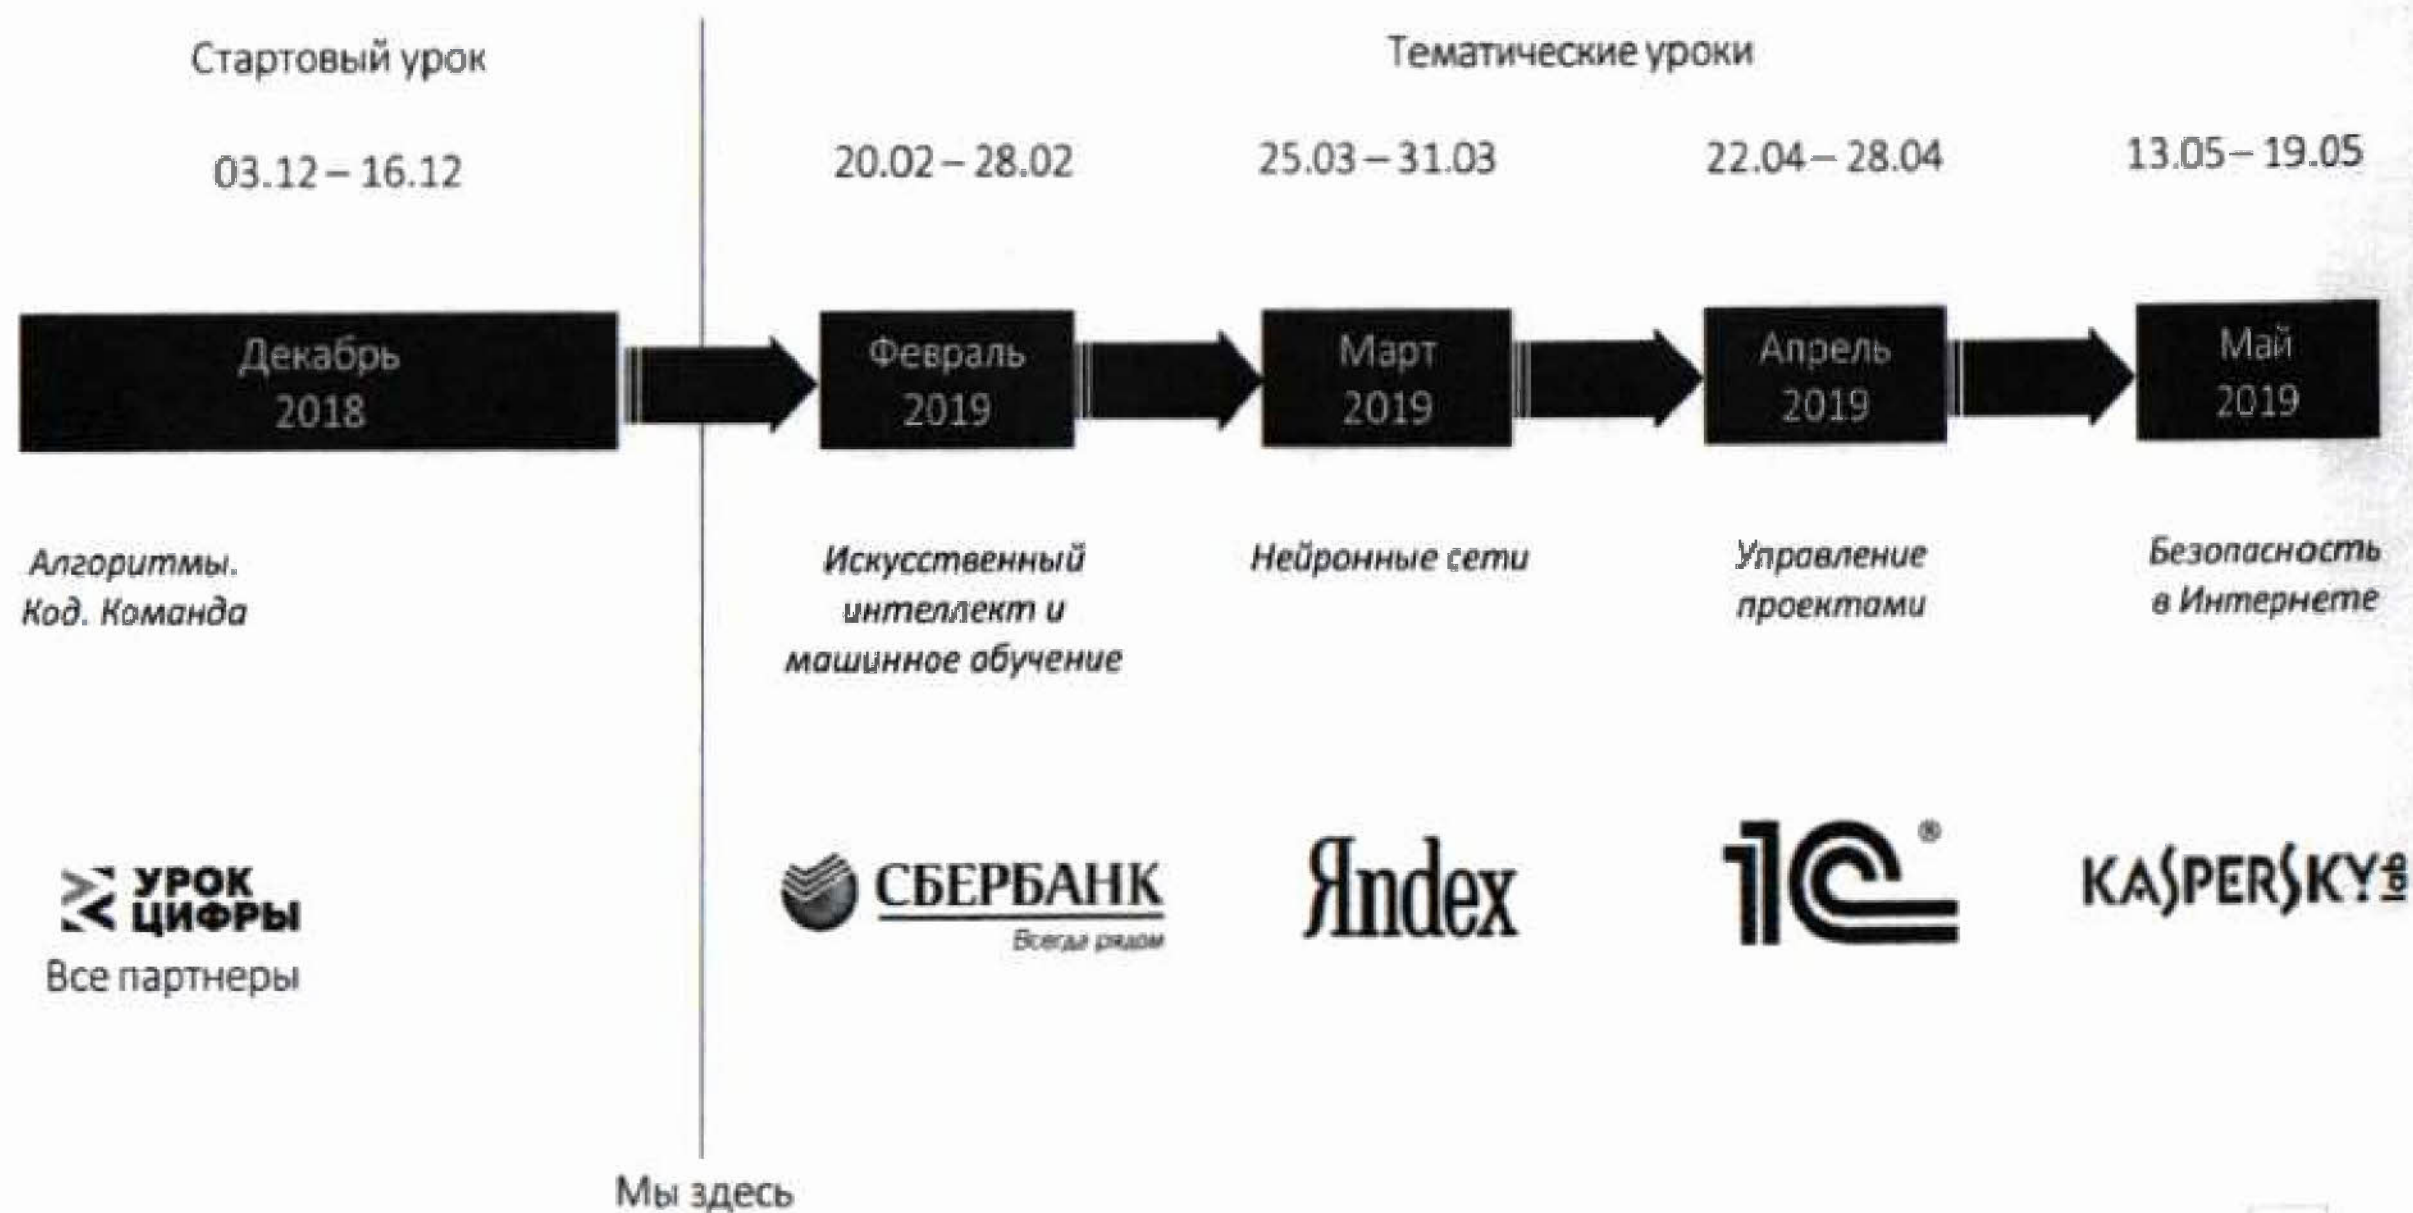 Стартовый урок
Тематические уроки
03.12 – 16.12
20.02 – 28.02
25.03 – 31.03
22.04 – 28.04
13.05 – 19.05
Декабрь
2018
Февраль
2019
Март
2019
Апрель
2019
Май
2019
Алгоритмы.
Код. Команда
Искусственный
интеллект и
машинное обучение
Нейронные сети
Управление
проектами
Безопасность
в Интернете
УРОК
ЦИФРЫ
Все партнеры
СБЕРБАНК
Всегда рядом
Яndex
1С®
KASPERSKY lab
Мы здесь